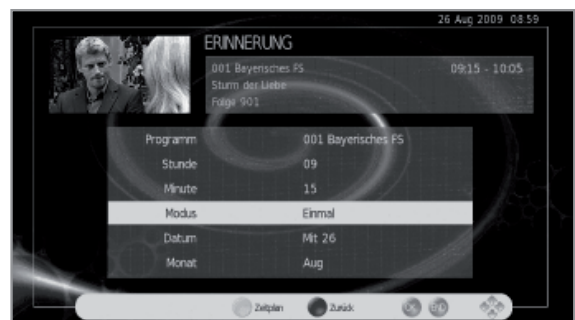 26 Aug 2009 08:59
ERINNERUNG
001 Bayerisches FS 09:15 - 10:05
Sturm der Liebe
Folge 901
Programm 001 Bayerisches FS
Stunde 09
Minute 15
Modus Einmal
Datum Mit 26
Monat Aug
Zeitplan Zurück OK